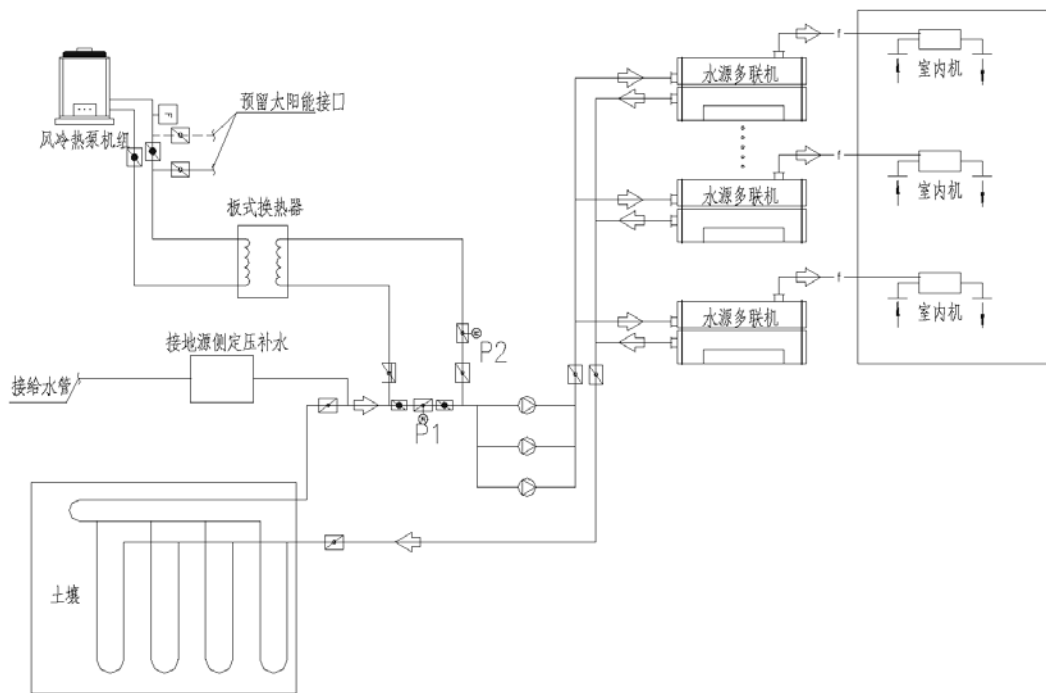 风冷热泵机组
预留太阳能接口
板式换热器
接地源侧定压补水
接给水管
P2
P1
土壤
水源多联机
f
室内机
水源多联机
f
室内机
水源多联机
f
室内机